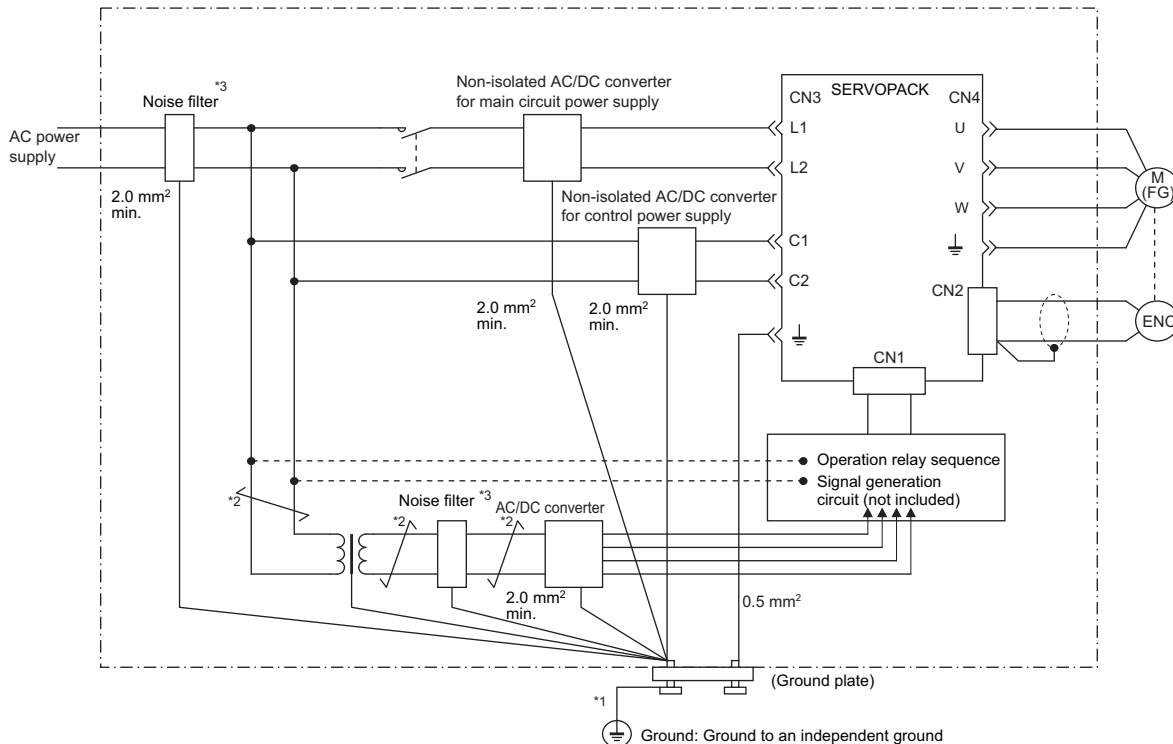 Noise filter *3
AC power
supply
2.0 mm²
min.
Non-isolated AC/DC converter
for main circuit power supply
Non-isolated AC/DC converter
for control power supply
2.0 mm²
min.
2.0 mm²
min.
CN3
SERVOPACK
CN4
L1
L2
C1
C2
U
V
W
CN2
CN1
M
(FG)
ENC
Operation relay sequence
Signal generation
circuit (not included)
*2
*2
Noise filter *3
*2
AC/DC converter
2.0 mm²
min.
0.5 mm²
(Ground plate)
*1
Ground: Ground to an independent ground